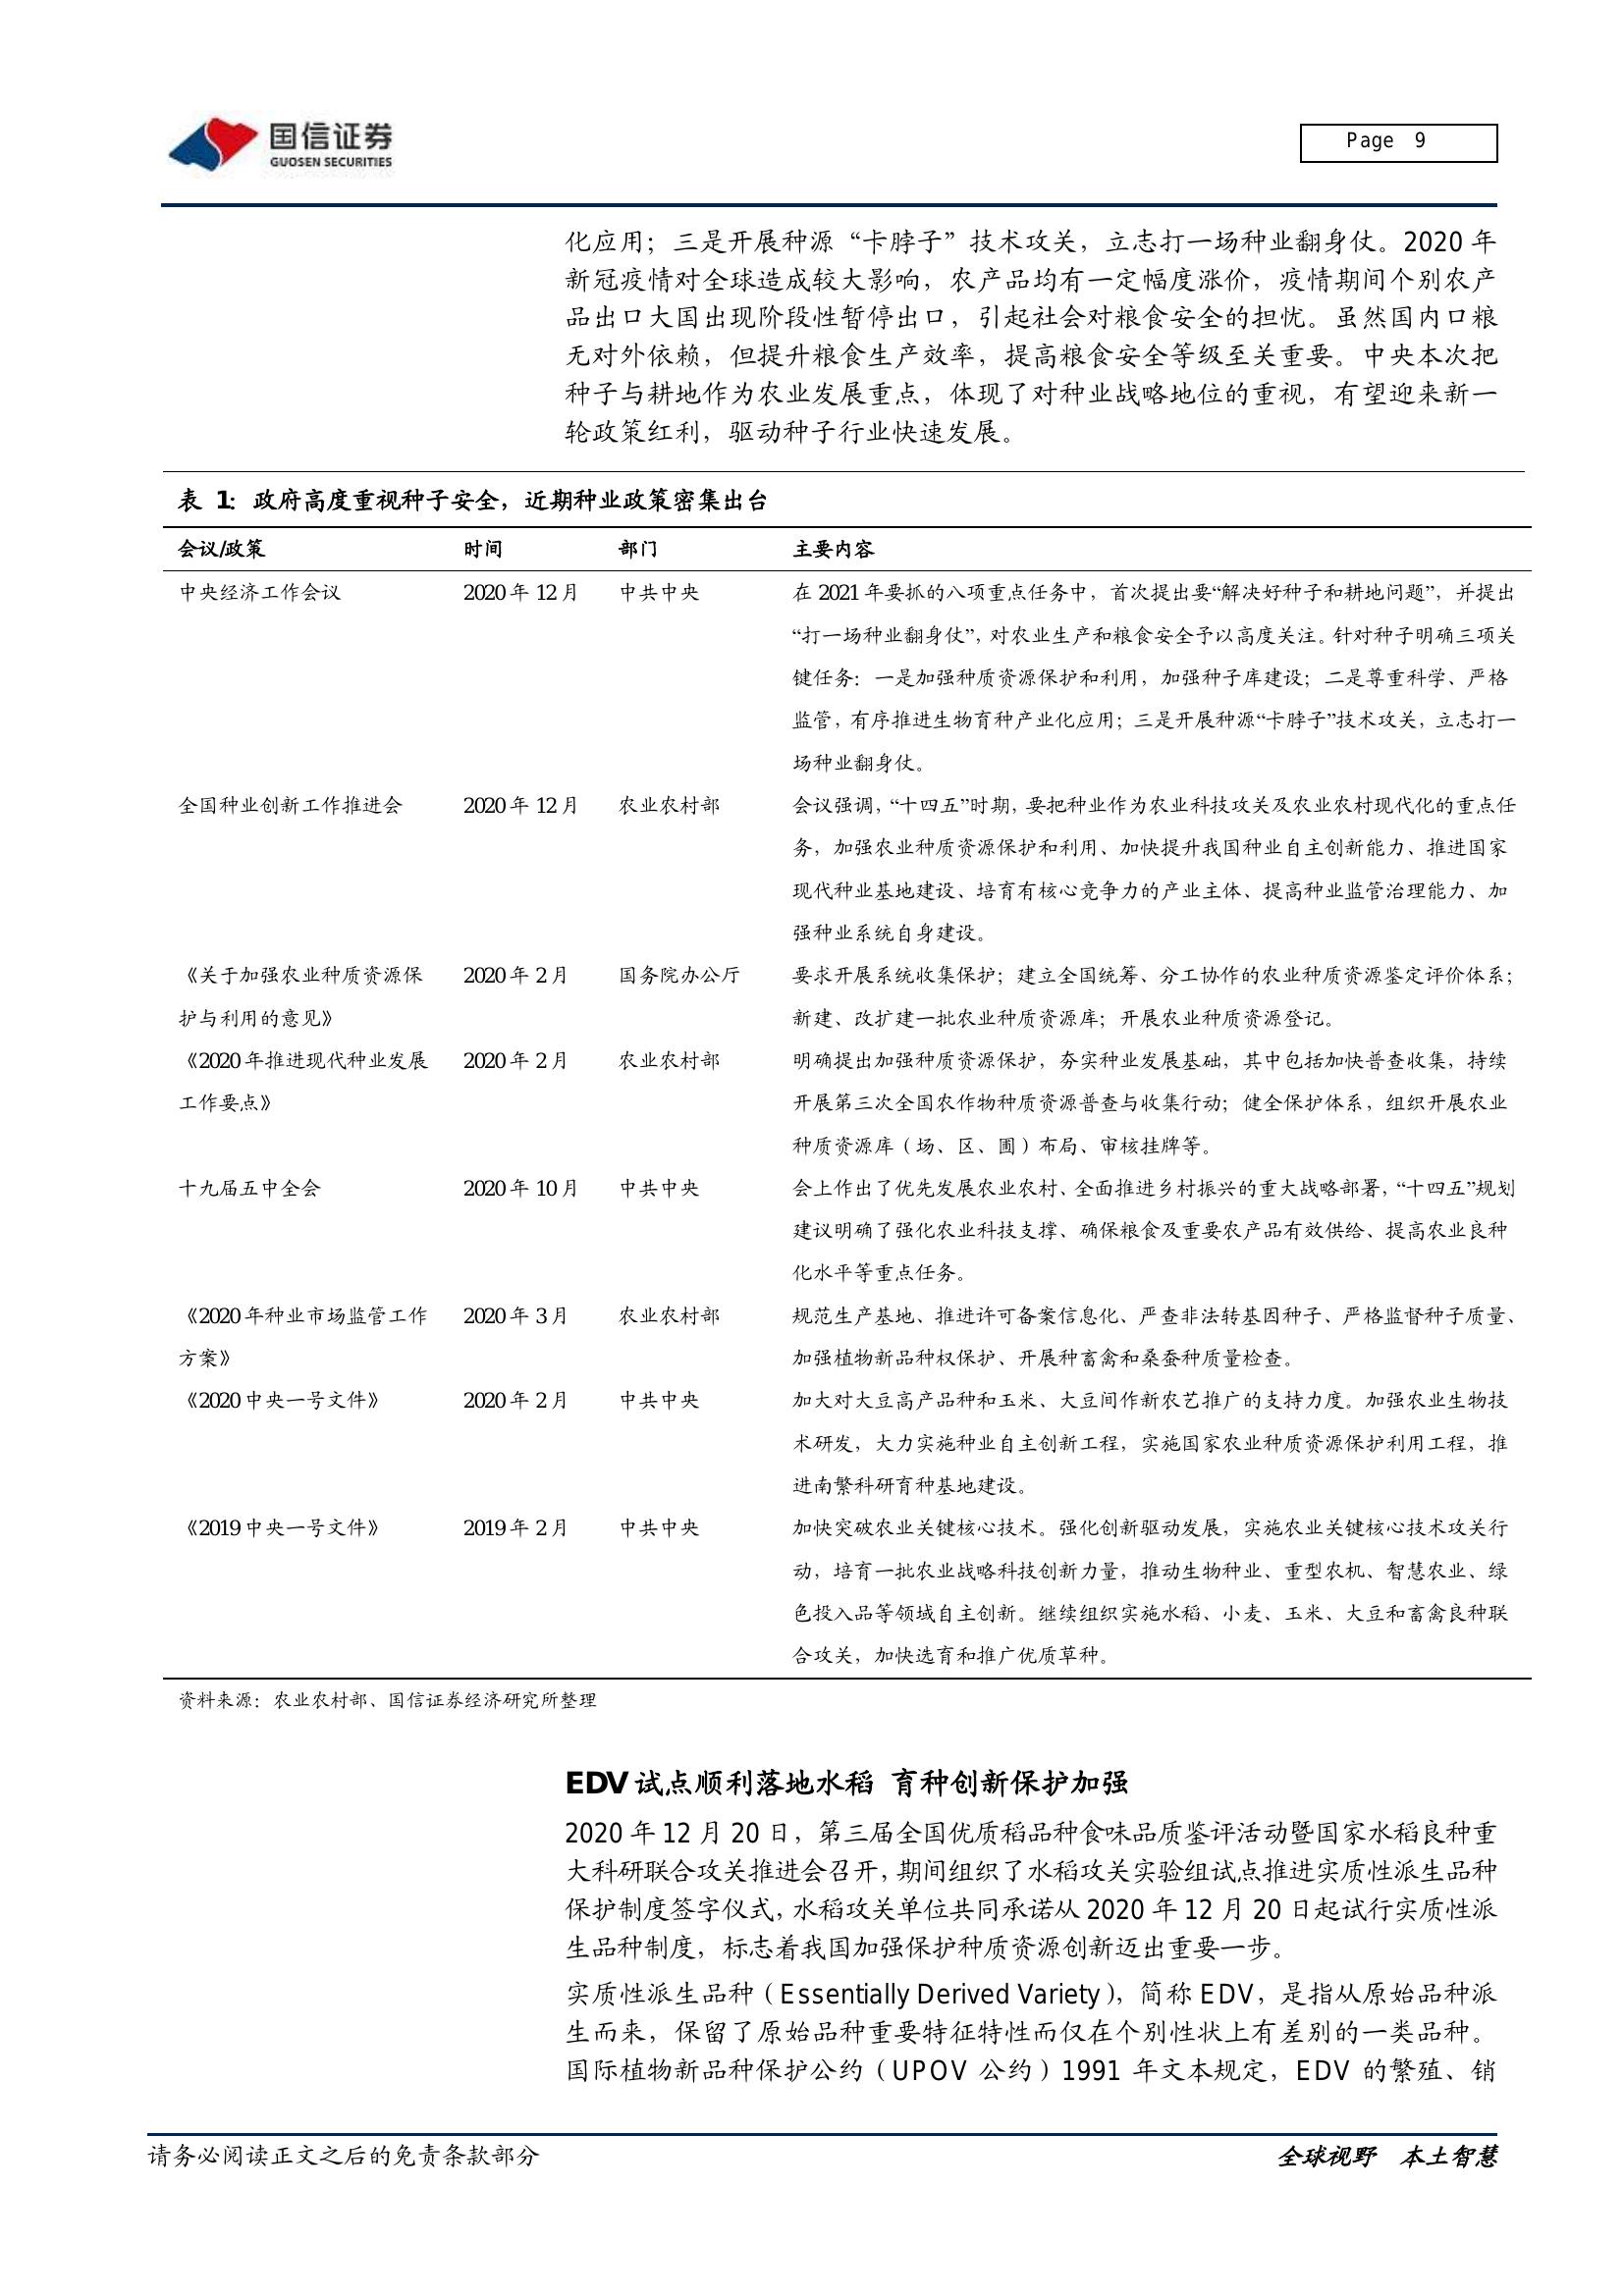 国信证券
GUOSEN SECURITIES
Page 9
化应用；三是开展种源“卡脖子”技术攻关，立志打一场种业翻身仗。2020 年
新冠疫情对全球造成较大影响，农产品均有一定幅度涨价，疫情期间个别农产
品出口大国出现阶段性暂停出口，引起社会对粮食安全的担忧。虽然国内口粮
无对外依赖，但提升粮食生产效率，提高粮食安全等级至关重要。中央本次把
种子与耕地作为农业发展重点，体现了对种业战略地位的重视，有望迎来新一
轮政策红利，驱动种子行业快速发展。
表 1：政府高度重视种子安全，近期种业政策密集出台
会议/政策 时间 部门 主要内容
中央经济工作会议 2020 年 12 月 中共中央 在 2021 年要抓的八项重点任务中，首次提出要“解决好种子和耕地问题”，并提出
“打一场种业翻身仗”，对农业生产和粮食安全予以高度关注。针对种子明确三项关
键任务：一是加强种质资源保护和利用，加强种子库建设；二是尊重科学、严格
监管，有序推进生物育种产业化应用；三是开展种源“卡脖子”技术攻关，立志打一
场种业翻身仗。
全国种业创新工作推进会 2020 年 12 月 农业农村部 会议强调，“十四五”时期，要把种业作为农业科技攻关及农业农村现代化的重点任
务，加强农业种质资源保护和利用、加快提升我国种业自主创新能力、推进国家
现代种业基地建设、培育有核心竞争力的产业主体、提高种业监管治理能力、加
强种业系统自身建设。
《关于加强农业种质资源保 2020 年 2 月 国务院办公厅 要求开展系统收集保护；建立全国统筹、分工协作的农业种质资源鉴定评价体系；
护与利用的意见》 新建、改扩建一批农业种质资源库；开展农业种质资源登记。
《2020 年推进现代种业发展 2020 年 2 月 农业农村部 明确提出加强种质资源保护，夯实种业发展基础，其中包括加快普查收集，持续
工作要点》 开展第三次全国农作物种质资源普查与收集行动；健全保护体系，组织开展农业
种质资源库（场、区、圃）布局、审核挂牌等。
十九届五中全会 2020 年 10 月 中共中央 会上作出了优先发展农业农村、全面推进乡村振兴的重大战略部署，“十四五”规划
建议明确了强化农业科技支撑、确保粮食及重要农产品有效供给、提高农业良种
化水平等重点任务。
《2020 年种业市场监管工作 2020 年 3 月 农业农村部 规范生产基地、推进许可备案信息化、严查非法转基因种子、严格监督种子质量、
方案》 加强植物新品种权保护、开展种畜禽和桑蚕种质量检查。
《2020 中央一号文件》 2020 年 2 月 中共中央 加大对大豆高产品种和玉米、大豆间作新农艺推广的支持力度。加强农业生物技
术研发，大力实施种业自主创新工程，实施国家农业种质资源保护利用工程，推
进南繁科研育种基地建设。
《2019 中央一号文件》 2019 年 2 月 中共中央 加快突破农业关键核心技术。强化创新驱动发展，实施农业关键核心技术攻关行
动，培育一批农业战略科技创新力量，推动生物种业、重型农机、智慧农业、绿
色投入品等领域自主创新。继续组织实施水稻、小麦、玉米、大豆和畜禽良种联
合攻关，加快选育和推广优质草种。
资料来源：农业农村部、国信证券经济研究所整理
EDV 试点顺利落地水稻 育种创新保护加强
2020 年 12 月 20 日，第三届全国优质稻品种食味品质鉴评活动暨国家水稻良种重
大科研联合攻关推进会召开，期间组织了水稻攻关实验组试点推进实质性派生品种
保护制度签字仪式，水稻攻关单位共同承诺从 2020 年 12 月 20 日起试行实质性派
生品种制度，标志着我国加强保护种质资源创新迈出重要一步。
实质性派生品种（Essentially Derived Variety），简称 EDV，是指从原始品种派
生而来，保留了原始品种重要特征特性而仅在个别性状上有差别的一类品种。
国际植物新品种保护公约（UPOV 公约）1991 年文本规定，EDV 的繁殖、销
请务必阅读正文之后的免责条款部分 全球视野 本土智慧